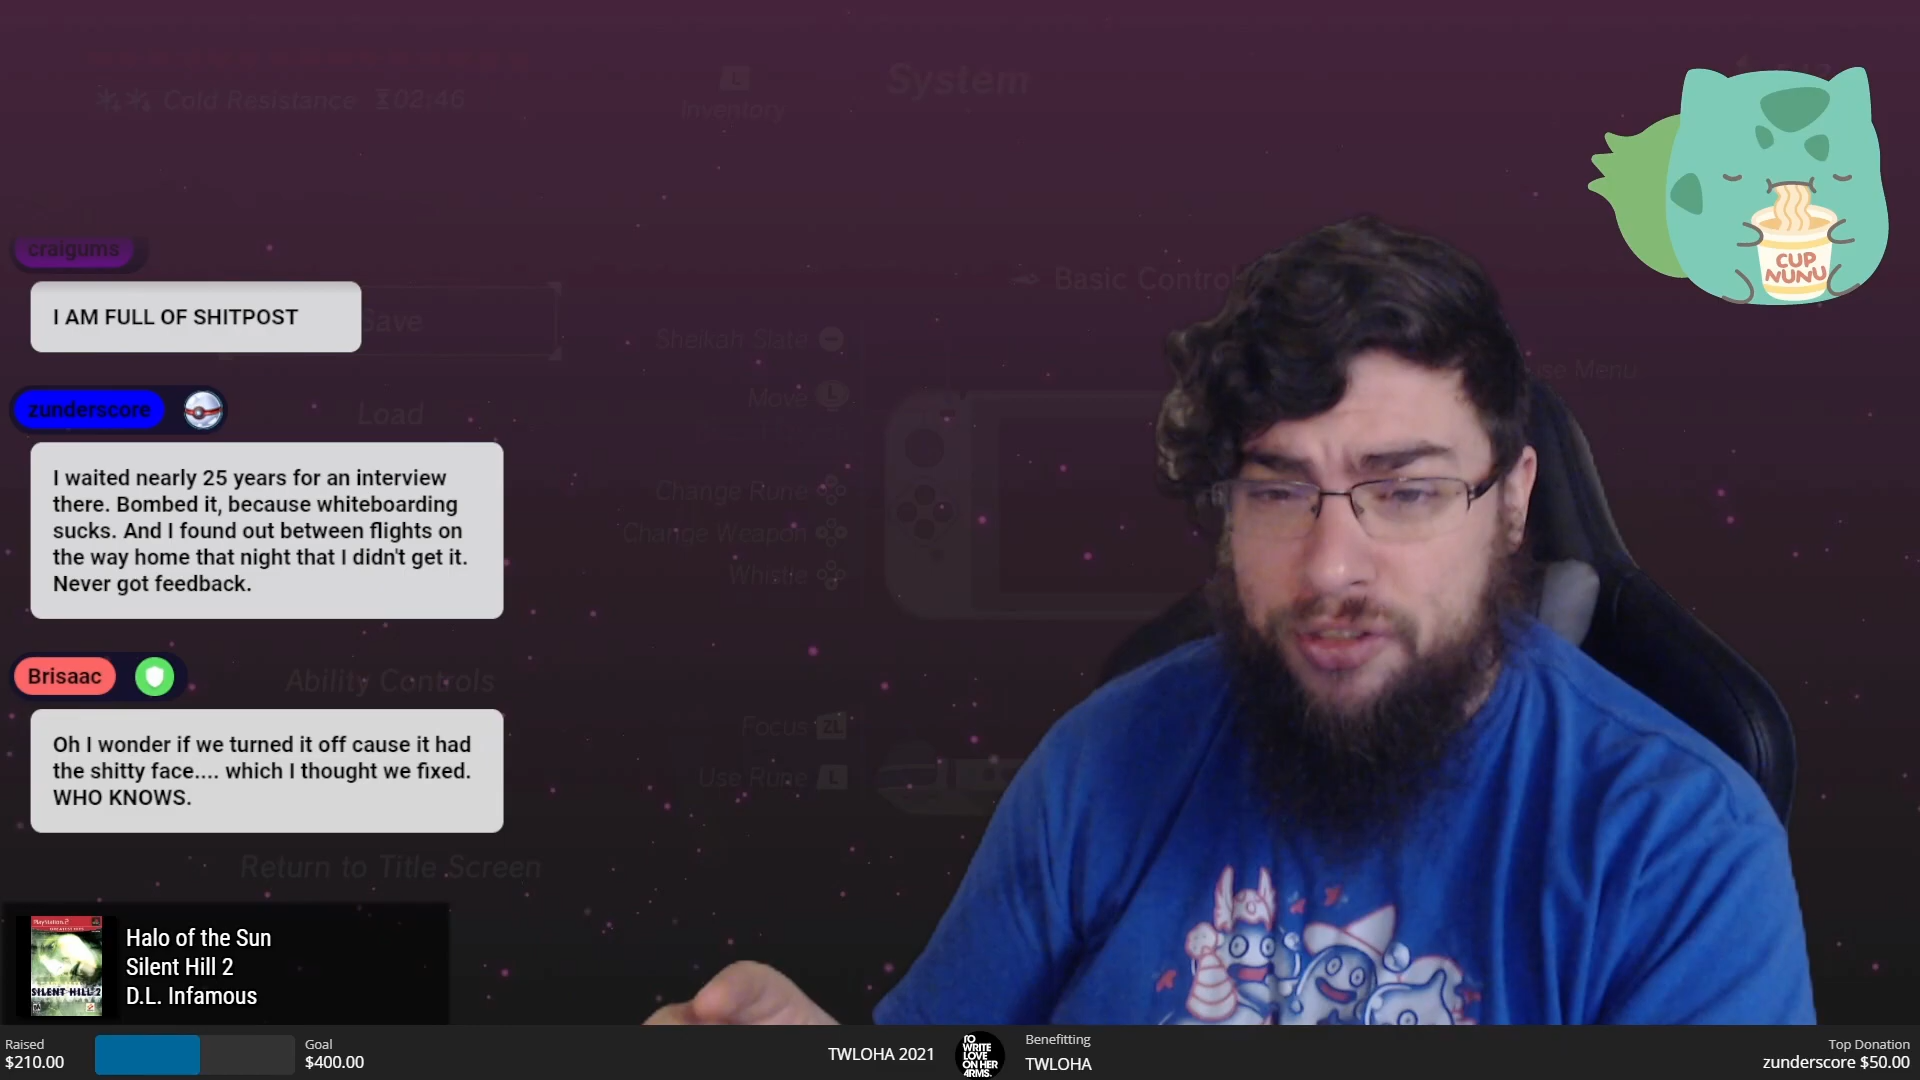 System
Cold Resistance 02:46
L
Inventory
CUP
NUNU
craigums
I AM FULL OF SHITPOST
Save
Basic Control
Sheikah Slate
Move L
use Menu
zunderscore
Load
I waited nearly 25 years for an interview
there. Bombed it, because whiteboarding
sucks. And I found out between flights on
the way home that night that I didn't get it.
Never got feedback.
Change Rune
Change Weapon
Whistle
Brisaac
Ability Controls
Oh I wonder if we turned it off cause it had
the shitty face.... which I thought we fixed.
WHO KNOWS.
Focus ZL
Use Rune L
Return to Title Screen
PlayStation 2
SILENT HILL 2
Halo of the Sun
Silent Hill 2
D.L. Infamous
Raised
$210.00
Goal
$400.00
TWLOHA 2021
TO
WRITE
LOVE
ON HER
ARMS.
Benefitting
TWLOHA
Top Donation
zunderscore $50.00